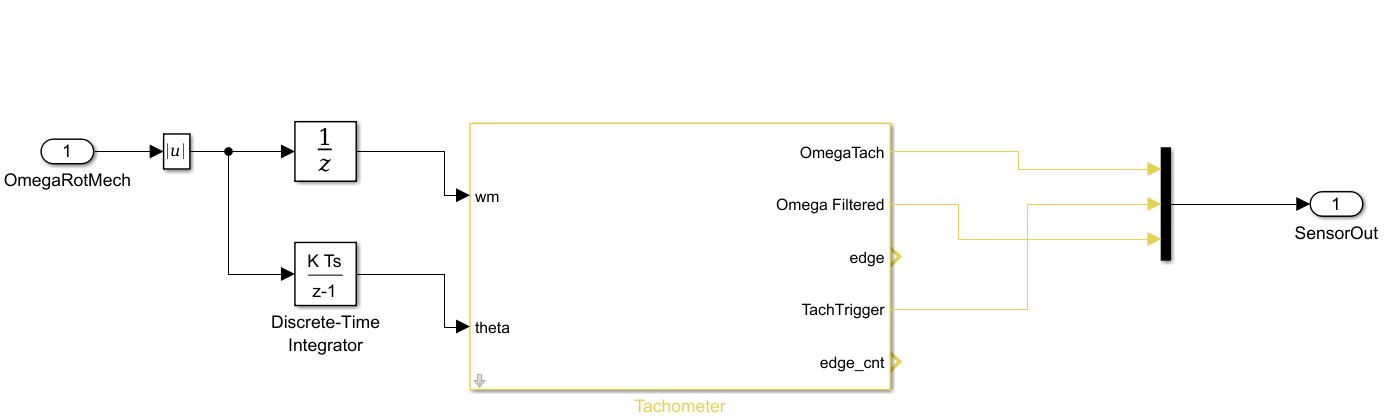 1
OmegaRotMech
|u|
1
z
K Ts
z-1
Discrete-Time
Integrator
wm
theta
OmegaTach
Omega Filtered
edge
TachTrigger
edge_cnt
Tachometer
1
SensorOut